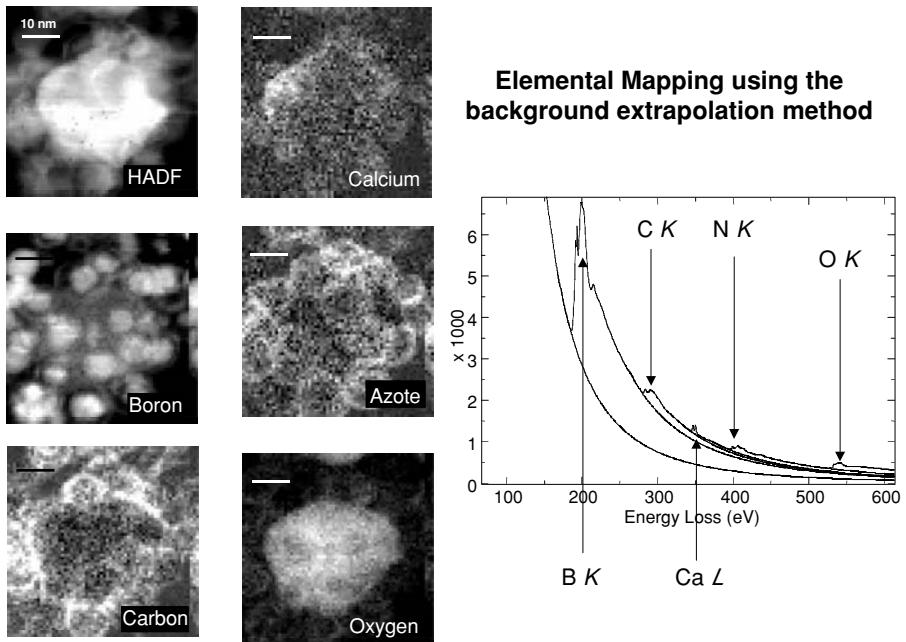 10 nm
HADF
Calcium
Elemental Mapping using the
background extrapolation method
Boron
Azote
Carbon
Oxygen
6
5
4
3
2
1
0
x 1000
C K
N K
O K
100
200
300
400
500
600
Energy Loss (eV)
B K
Ca L